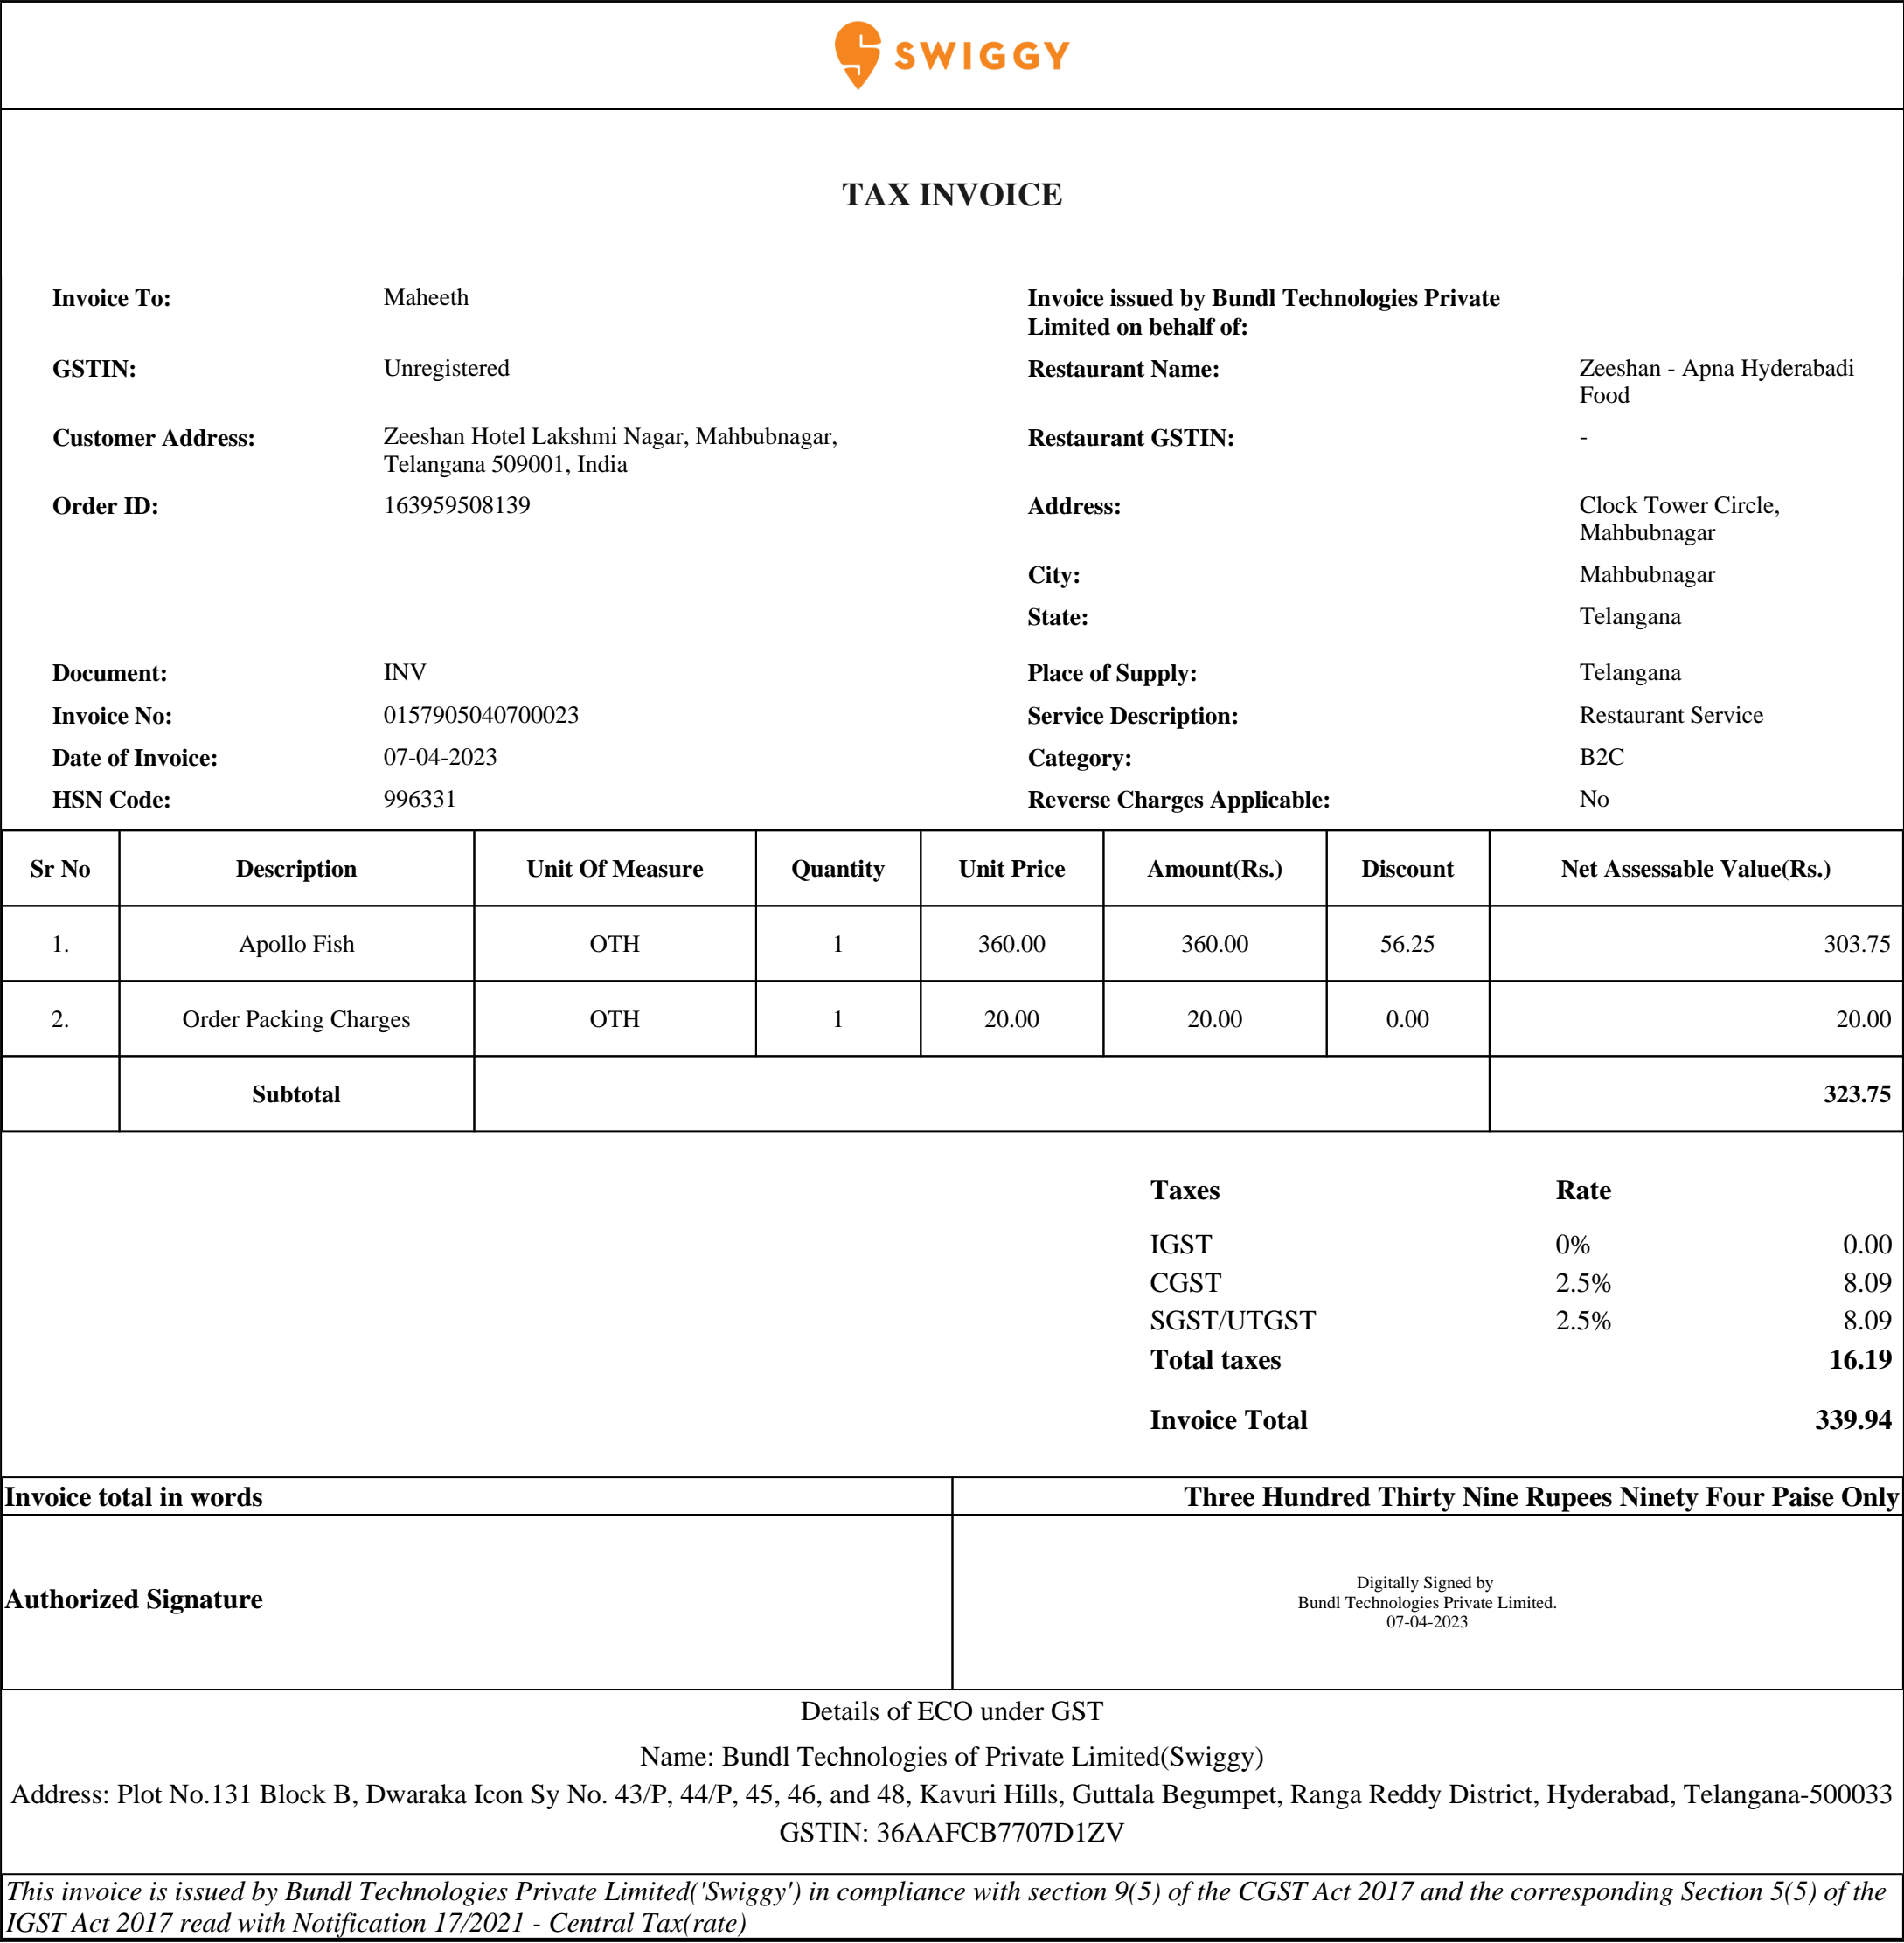 SWIGGY
TAX INVOICE
Invoice To: Maheeth
Invoice issued by Bundl Technologies Private
Limited on behalf of:
GSTIN: Unregistered
Restaurant Name: Zeeshan - Apna Hyderabadi
Food
Customer Address: Zeeshan Hotel Lakshmi Nagar, Mahbubnagar,
Telangana 509001, India
Restaurant GSTIN: -
Order ID: 163959508139
Address: Clock Tower Circle,
Mahbubnagar
City: Mahbubnagar
State: Telangana
Document: INV
Place of Supply: Telangana
Invoice No: 0157905040700023
Service Description: Restaurant Service
Date of Invoice: 07-04-2023
Category: B2C
HSN Code: 996331
Reverse Charges Applicable: No
Sr No Description Unit Of Measure Quantity Unit Price Amount(Rs.) Discount Net Assessable Value(Rs.)
1. Apollo Fish OTH 1 360.00 360.00 56.25 303.75
2. Order Packing Charges OTH 1 20.00 20.00 0.00 20.00
Subtotal 323.75
Taxes Rate
IGST 0% 0.00
CGST 2.5% 8.09
SGST/UTGST 2.5% 8.09
Total taxes 16.19
Invoice Total 339.94
Invoice total in words Three Hundred Thirty Nine Rupees Ninety Four Paise Only
Authorized Signature
Digitally Signed by
Bundl Technologies Private Limited.
07-04-2023
Details of ECO under GST
Name: Bundl Technologies of Private Limited(Swiggy)
Address: Plot No.131 Block B, Dwaraka Icon Sy No. 43/P, 44/P, 45, 46, and 48, Kavuri Hills, Guttala Begumpet, Ranga Reddy District, Hyderabad, Telangana-500033
GSTIN: 36AAFCB7707D1ZV
This invoice is issued by Bundl Technologies Private Limited('Swiggy') in compliance with section 9(5) of the CGST Act 2017 and the corresponding Section 5(5) of the
IGST Act 2017 read with Notification 17/2021 - Central Tax(rate)